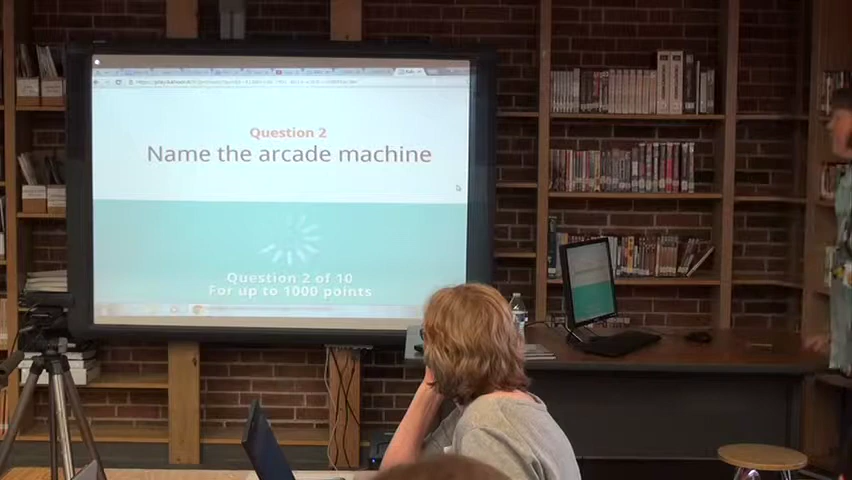 Question 2
Name the arcade machine
Question 2 of 10
For up to 1000 points